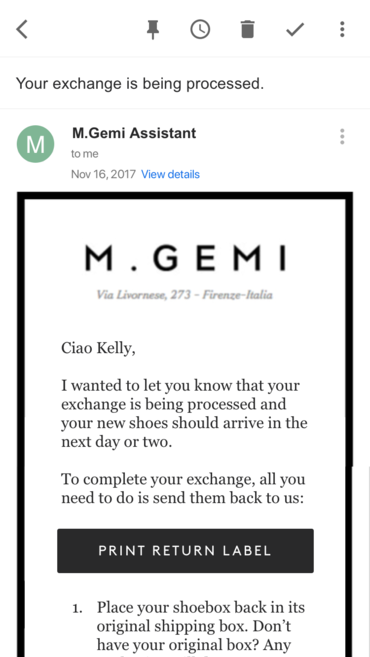 Your exchange is being processed.
M
M.Gemi Assistant
to me
Nov 16, 2017 View details
M.GEMI
Via Livornese, 273 - Firenze-Italia
Ciao Kelly,
I wanted to let you know that your
exchange is being processed and
your new shoes should arrive in the
next day or two.
To complete your exchange, all you
need to do is send them back to us:
PRINT RETURN LABEL
1. Place your shoebox back in its
original shipping box. Don’t
have your original box? Any